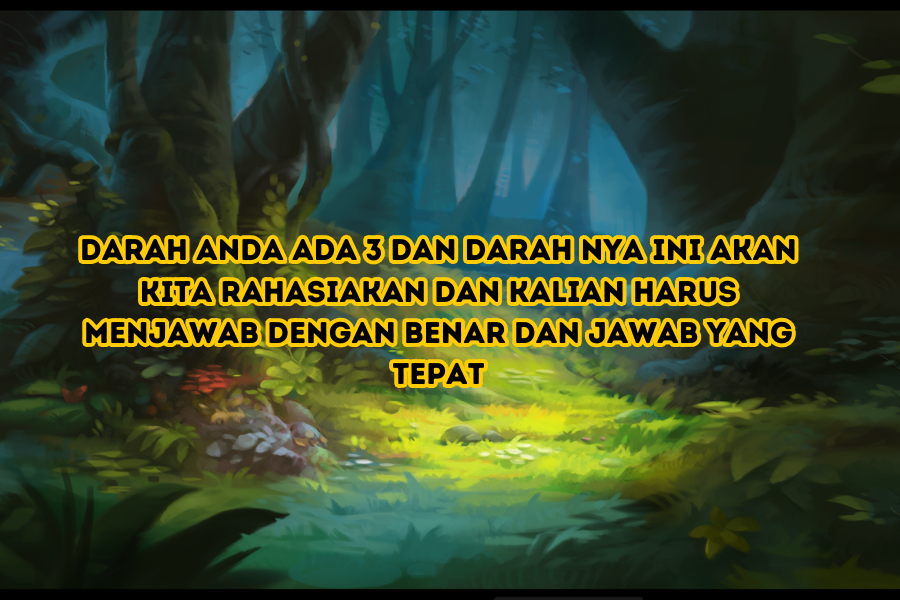 DARAH ANDA ADA 3 DAN DARAH NYA INI AKAN
KITA RAHASIAKAN DAN KALIAN HARUS
MENJAWAB DENGAN BENAR DAN JAWAB YANG
TEPAT